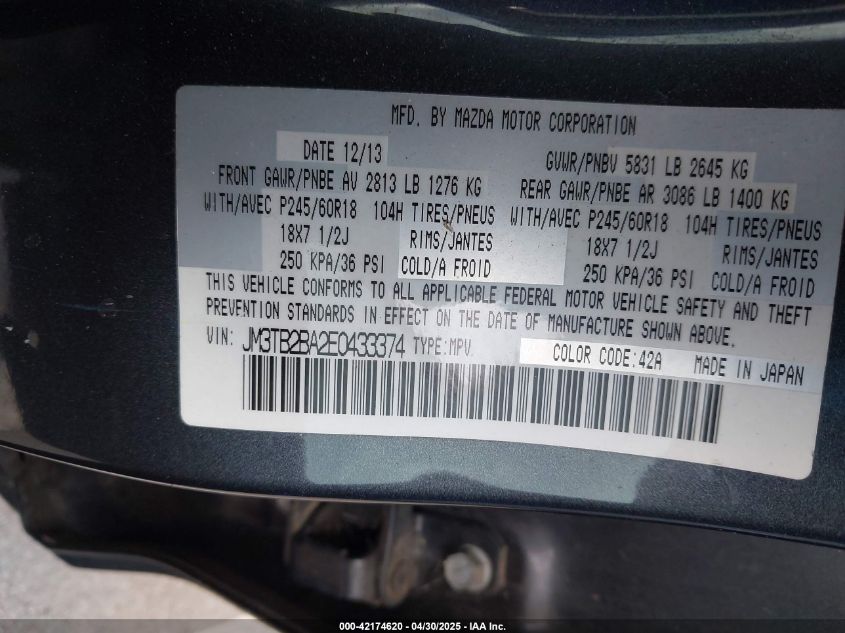 MFD. BY MAZDA MOTOR CORPORATION
DATE 12/13 GVWR/PNBV 5831 LB 2645 KG
FRONT GAWR/PNBE AV 2813 LB 1276 KG REAR GAWR/PNBE AR 3086 LB 1400 KG
WITH/AVEC P245/60R18 104H TIRES/PNEUS WITH/AVEC P245/60R18 104H TIRES/PNEUS
18X7 1/2J RIMS/JANTES 18X7 1/2J RIMS/JANTES
250 KPA/36 PSI COLD/A FROID 250 KPA/36 PSI COLD/A FROID
THIS VEHICLE CONFORMS TO ALL APPLICABLE FEDERAL MOTOR VEHICLE SAFETY AND THEFT
PREVENTION STANDARDS IN EFFECT ON THE DATE OF MANUFACTURE SHOWN ABOVE.
VIN: JM3TB2BA2E0433374 TYPE:MPV COLOR CODE:42A MADE IN JAPAN
000-42174620 - 04/30/2025 - IAA Inc.